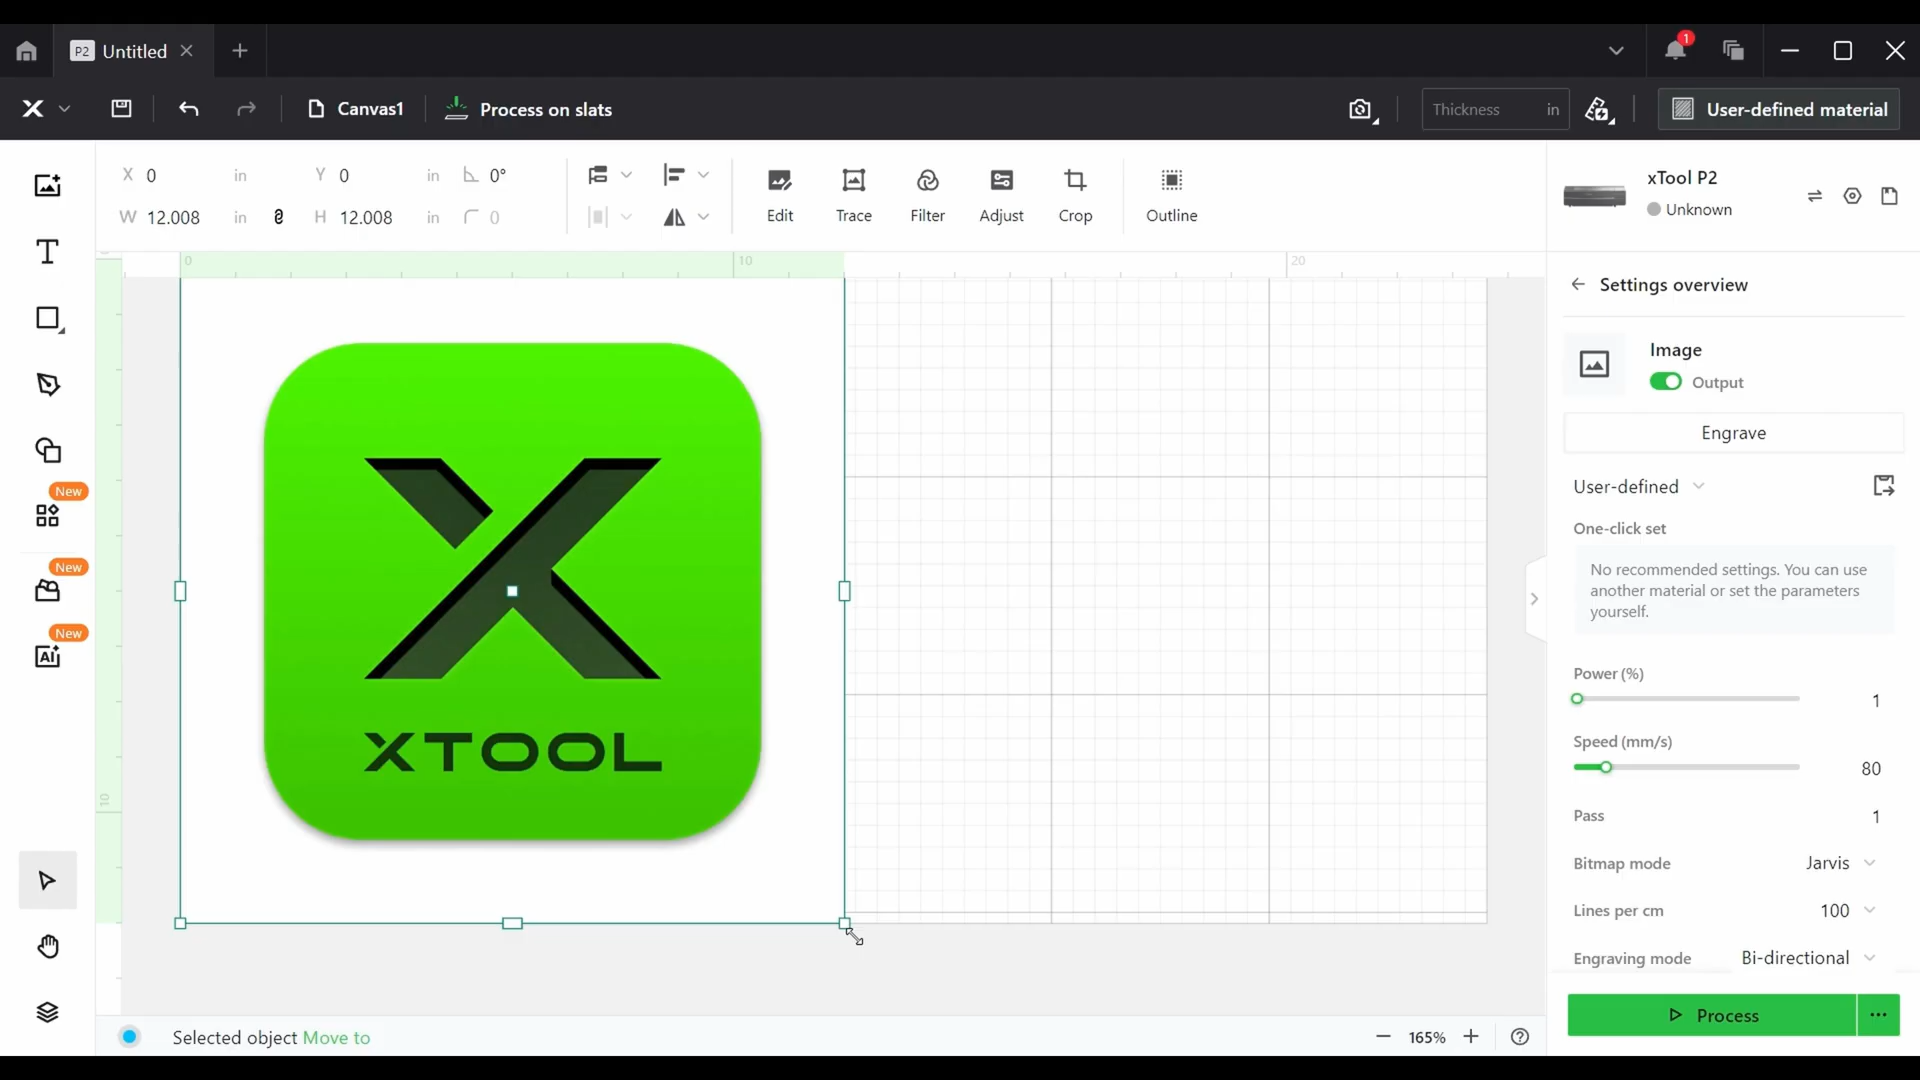 P2 Untitled
1
Canvas1
Process on slats
Thickness in
User-defined material
X 0 in Y 0 in 0°
W 12.008 in H 12.008 in 0
Edit
Trace
Filter
Adjust
Crop
Outline
xTool P2
Unknown
0
10
20
10
Settings overview
Image
Output
Engrave
User-defined
One-click set
No recommended settings. You can use
another material or set the parameters
yourself.
Power (%)
1
Speed (mm/s)
80
Pass 1
Bitmap mode Jarvis
Lines per cm 100
Engraving mode Bi-directional
Process
New
New
New
AI
XTOOL
Selected object Move to
165%